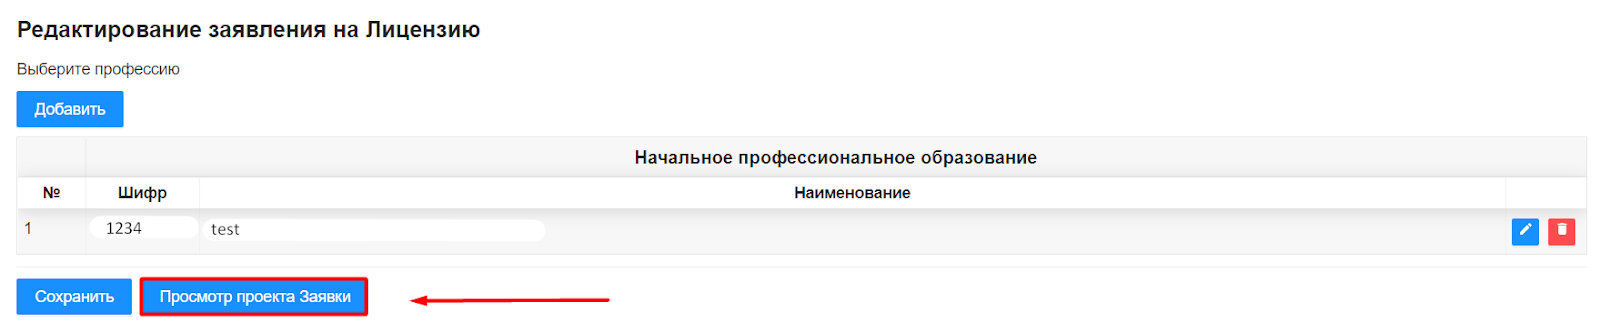 Редактирование заявления на Лицензию
Выберите профессию
Добавить
Начальное профессиональное образование
№ Шифр Наименование
1 1234 test
Сохранить Просмотр проекта Заявки